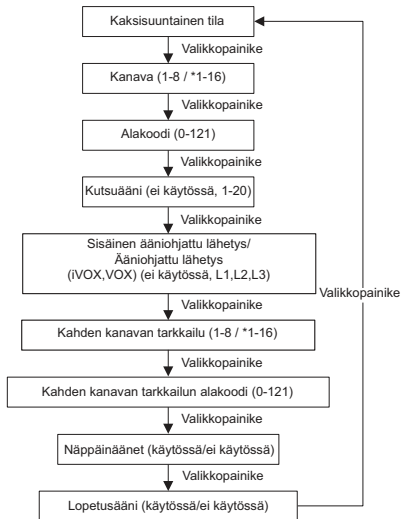 Kaksisuuntainen tila
Valikkopainike
Kanava (1-8 / *1-16)
Valikkopainike
Alakoodi (0-121)
Valikkopainike
Kutsuääni (ei käytössä, 1-20)
Valikkopainike
Sisäinen ääniohjattu lähetys/
Ääniohjattu lähetys
(iVOX,VOX) (ei käytössä, L1,L2,L3)
Valikkopainike
Valikkopainike
Kahden kanavan tarkkailu (1-8 / *1-16)
Valikkopainike
Kahden kanavan tarkkailun alakoodi (0-121)
Valikkopainike
Näppäinäänet (käytössä/ei käytössä)
Valikkopainike
Lopetusääni (käytössä/ei käytössä)